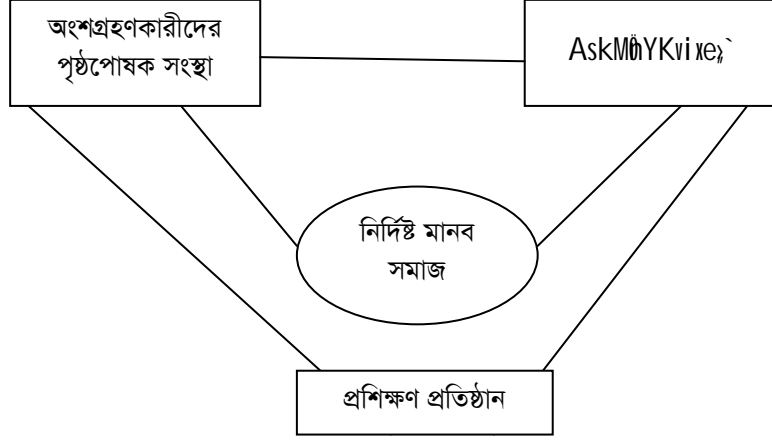 অংশগ্রহণকারীদের
পৃষ্ঠপোষক সংস্থা
নির্দিষ্ট মানব
সমাজ
প্রশিক্ষণ প্রতিষ্ঠান